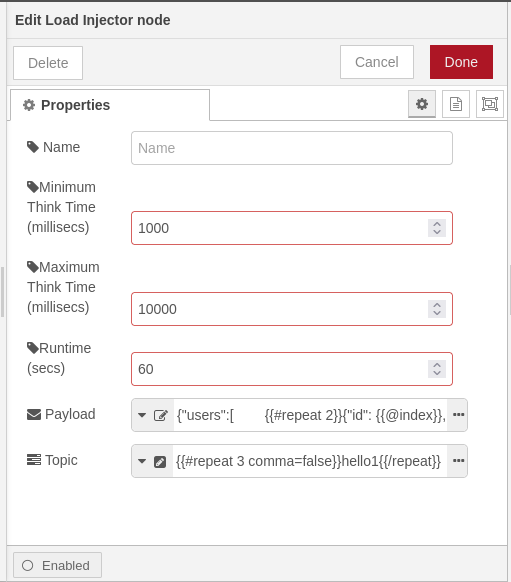 Edit Load Injector node
Delete
Cancel
Done
Properties
Name
Name
Minimum
Think Time
(millisecs)
1000
Maximum
Think Time
(millisecs)
10000
Runtime
(secs)
60
Payload
{"users":[ {{#repeat 2}}{"id": {{@index}},
Topic
{{#repeat 3 comma=false}}hello1{{/repeat}}
Enabled